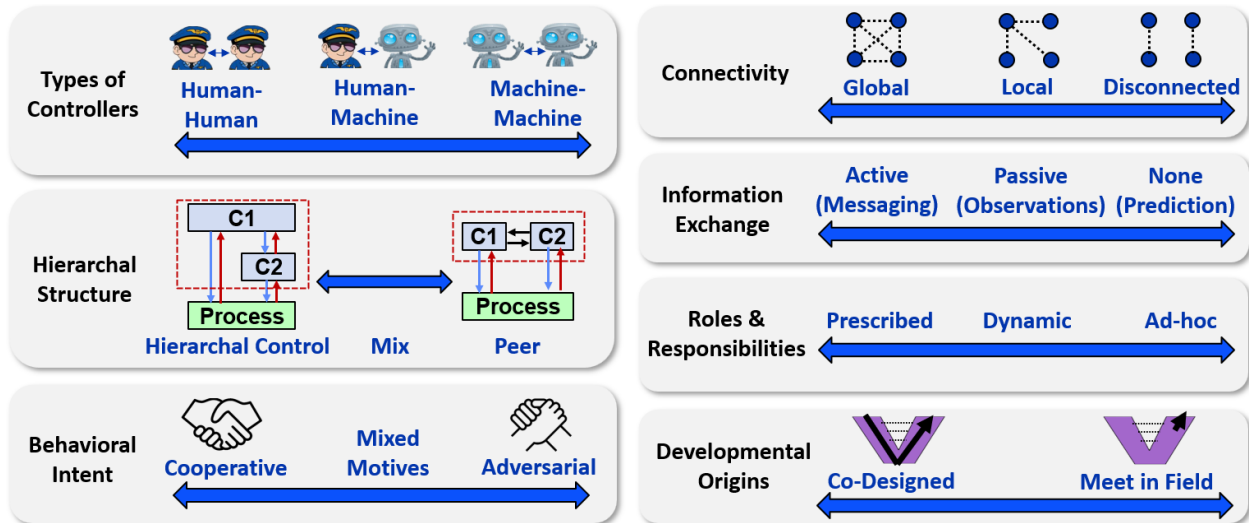 Types of
Controllers
Human-
Human
Human-
Machine
Machine-
Machine
Hierarchal
Structure
C1
C2
Process
Hierarchal Control
Mix
C1
C2
Process
Peer
Behavioral
Intent
Cooperative
Mixed
Motives
Adversarial
Connectivity
Global
Local
Disconnected
Information
Exchange
Active
(Messaging)
Passive
(Observations)
None
(Prediction)
Roles &
Responsibilities
Prescribed
Dynamic
Ad-hoc
Developmental
Origins
Co-Designed
Meet in Field